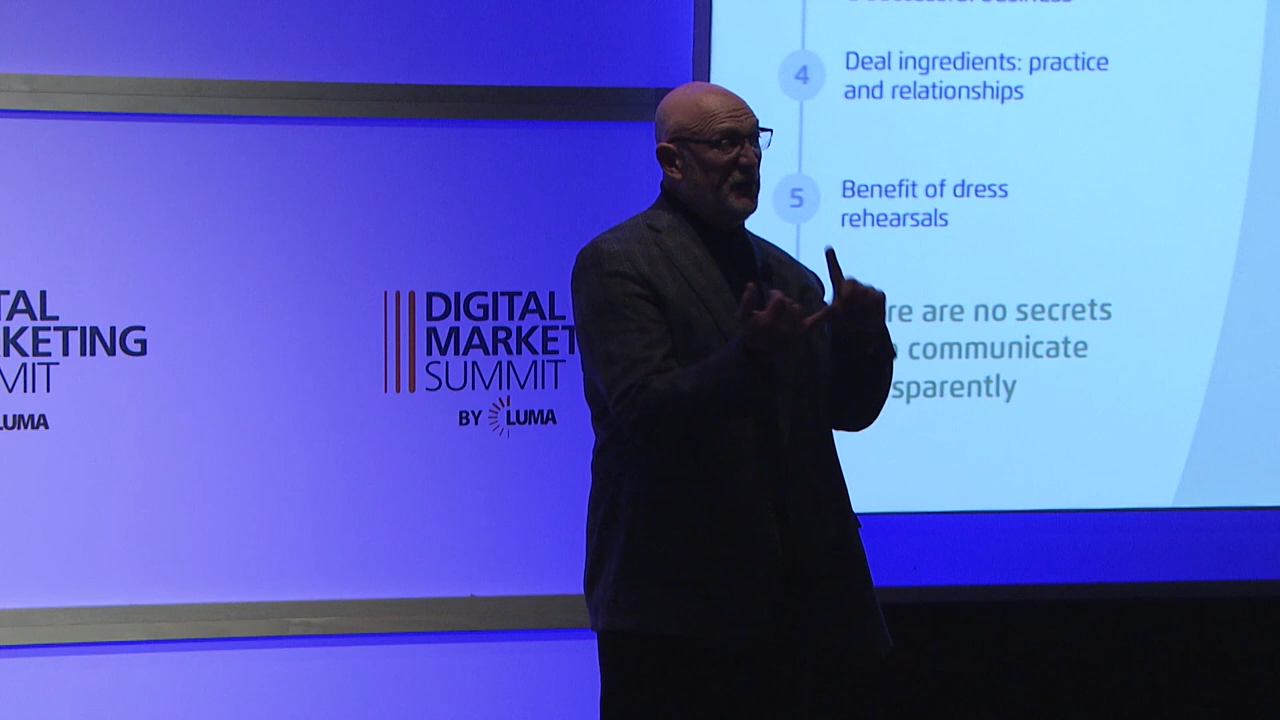 4
Deal ingredients: practice
and relationships
5
Benefit of dress
rehearsals
re are no secrets
communicate
sparently
TAL
KETING
MIT
LUMA
DIGITAL
MARKET
SUMMIT
BY LUMA